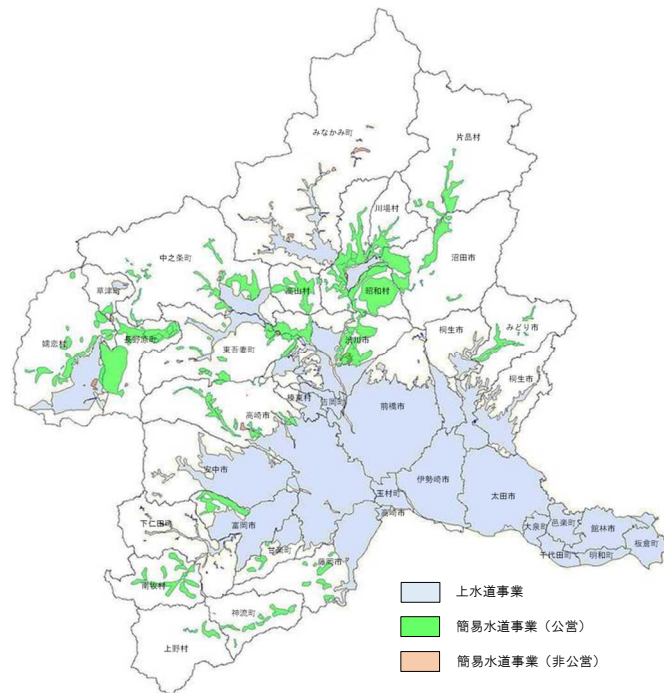 みなかみ町
片品村
川場村
中之条町
沼田市
草津町
高山村
昭和村
嬬恋村
長野原町
東吾妻町
渋川市
桐生市
みどり市
桐生市
高崎市
榛東村
吉岡町
前橋市
安中市
玉村町
伊勢崎市
太田市
高崎市
下仁田町
富岡市
大泉町
邑楽町
館林市
板倉町
千代田町
明和町
甘楽町
藤岡市
南牧村
神流町
上野村
上水道事業
簡易水道事業（公営）
簡易水道事業（非公営）